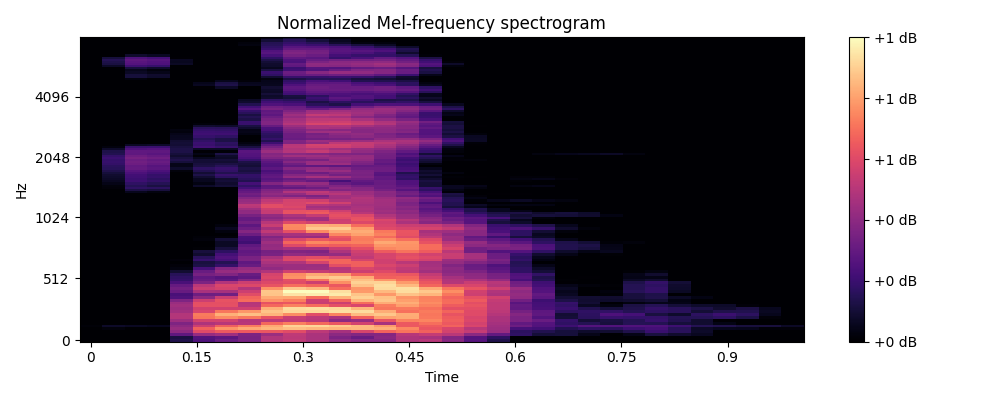 Normalized Mel-frequency spectrogram
Hz
4096
2048
1024
512
0
0 0.15 0.3 0.45 0.6 0.75 0.9
Time
+1 dB
+1 dB
+1 dB
+0 dB
+0 dB
+0 dB